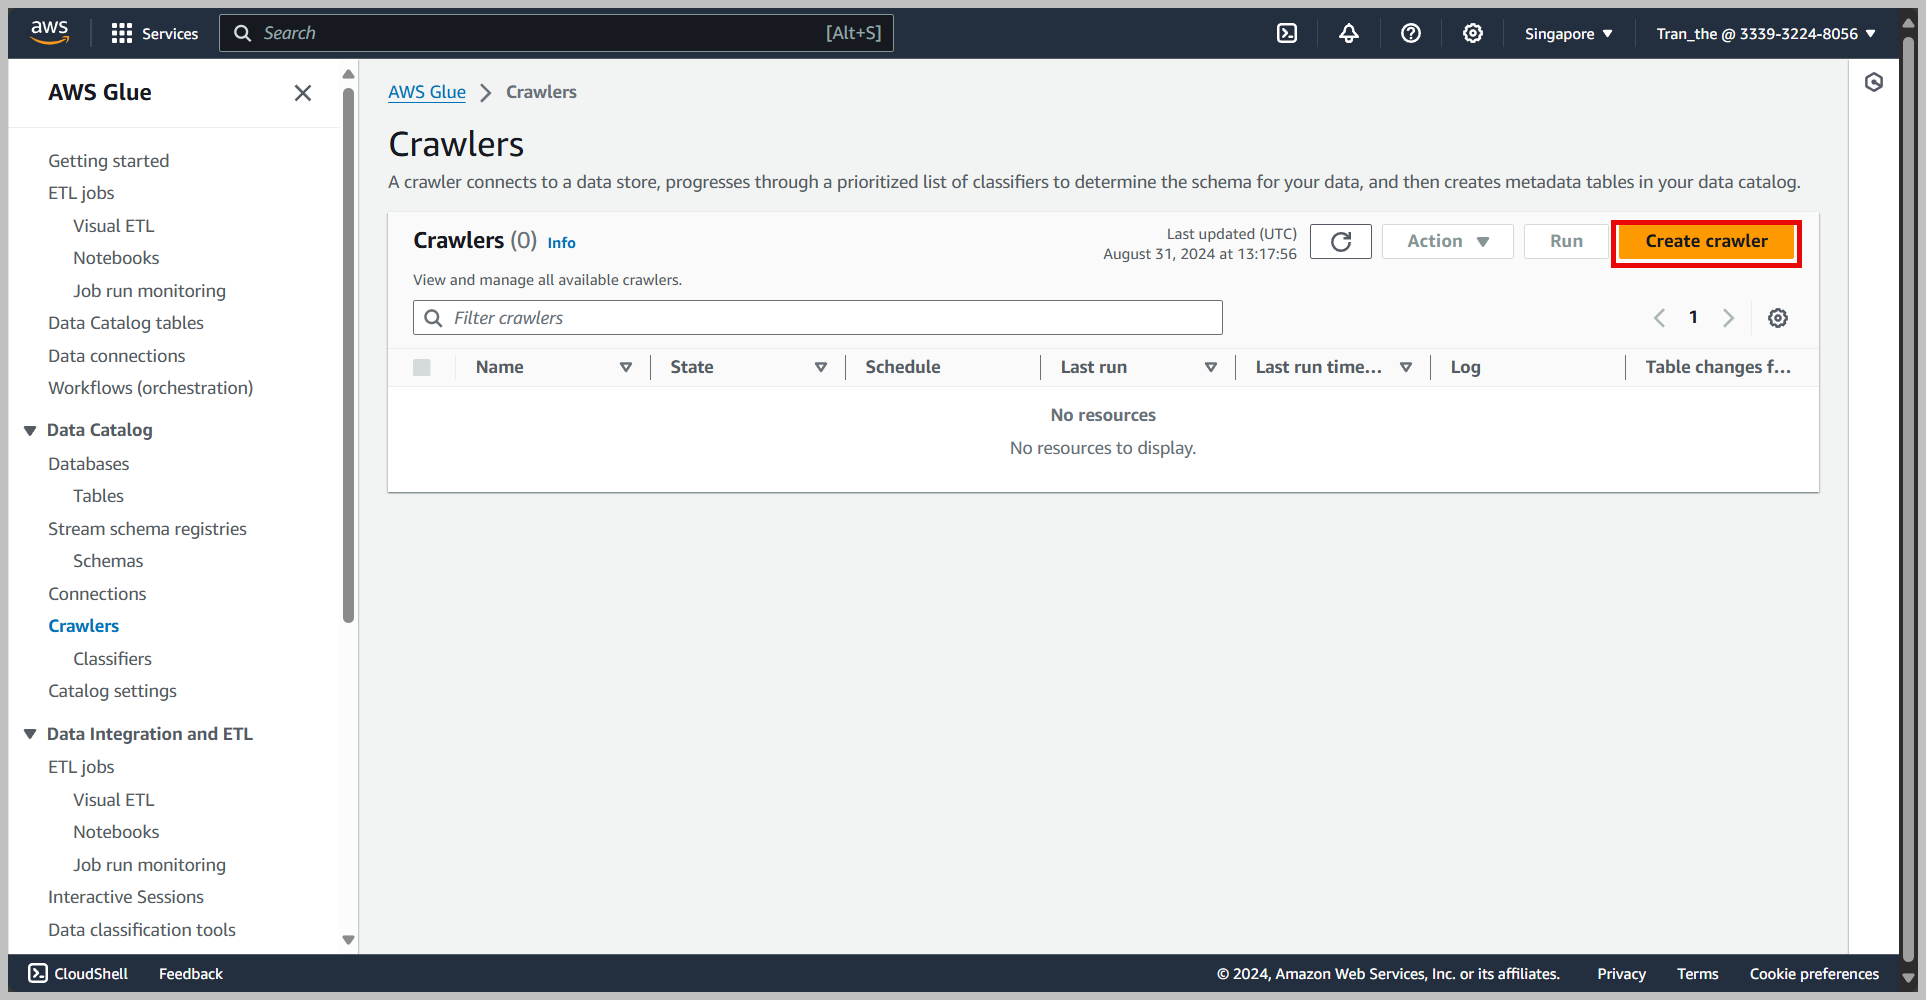 aws
Services
Search
[Alt+S]
Singapore
Tran_the @ 3339-3224-8056
AWS Glue
Getting started
ETL jobs
Visual ETL
Notebooks
Job run monitoring
Data Catalog tables
Data connections
Workflows (orchestration)
Data Catalog
Databases
Tables
Stream schema registries
Schemas
Connections
Crawlers
Classifiers
Catalog settings
Data Integration and ETL
ETL jobs
Visual ETL
Notebooks
Job run monitoring
Interactive Sessions
Data classification tools
AWS Glue
Crawlers
Crawlers
A crawler connects to a data store, progresses through a prioritized list of classifiers to determine the schema for your data, and then creates metadata tables in your data catalog.
Crawlers (0) Info
View and manage all available crawlers.
Last updated (UTC)
August 31, 2024 at 13:17:56
Action
Run
Create crawler
Filter crawlers
1
Name
State
Schedule
Last run
Last run time...
Log
Table changes f...
No resources
No resources to display.
CloudShell
Feedback
© 2024, Amazon Web Services, Inc. or its affiliates.
Privacy
Terms
Cookie preferences